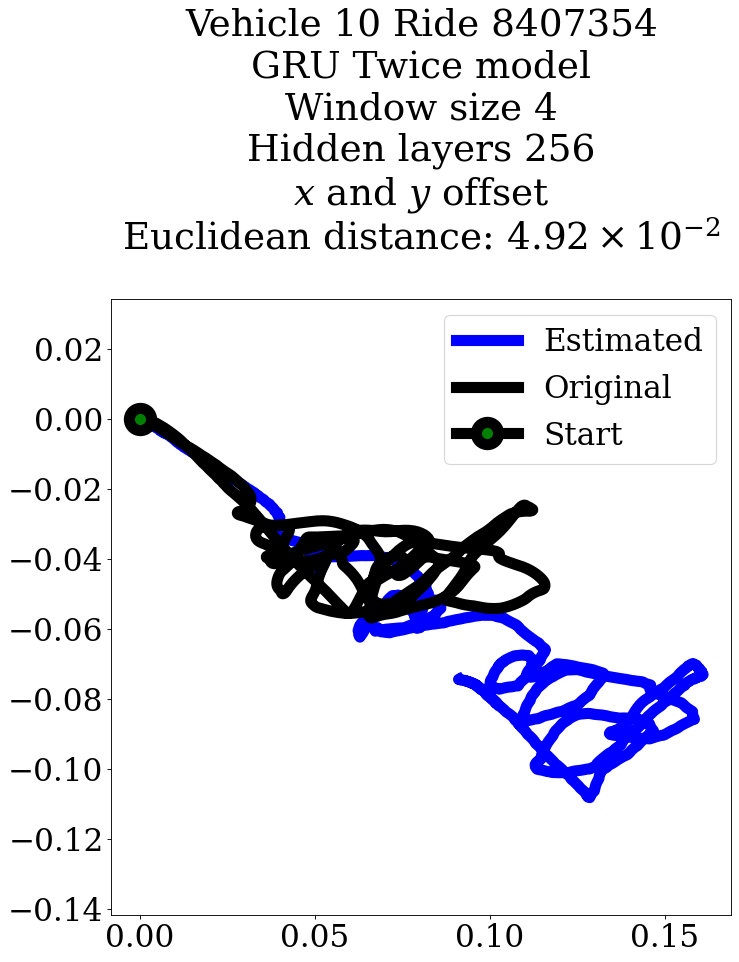 Vehicle 10 Ride 8407354
GRU Twice model
Window size 4
Hidden layers 256
x and y offset
Euclidean distance: 4.92 × 10⁻²
Estimated
Original
Start
0.02
0.00
−0.02
−0.04
−0.06
−0.08
−0.10
−0.12
−0.14
0.00 0.05 0.10 0.15